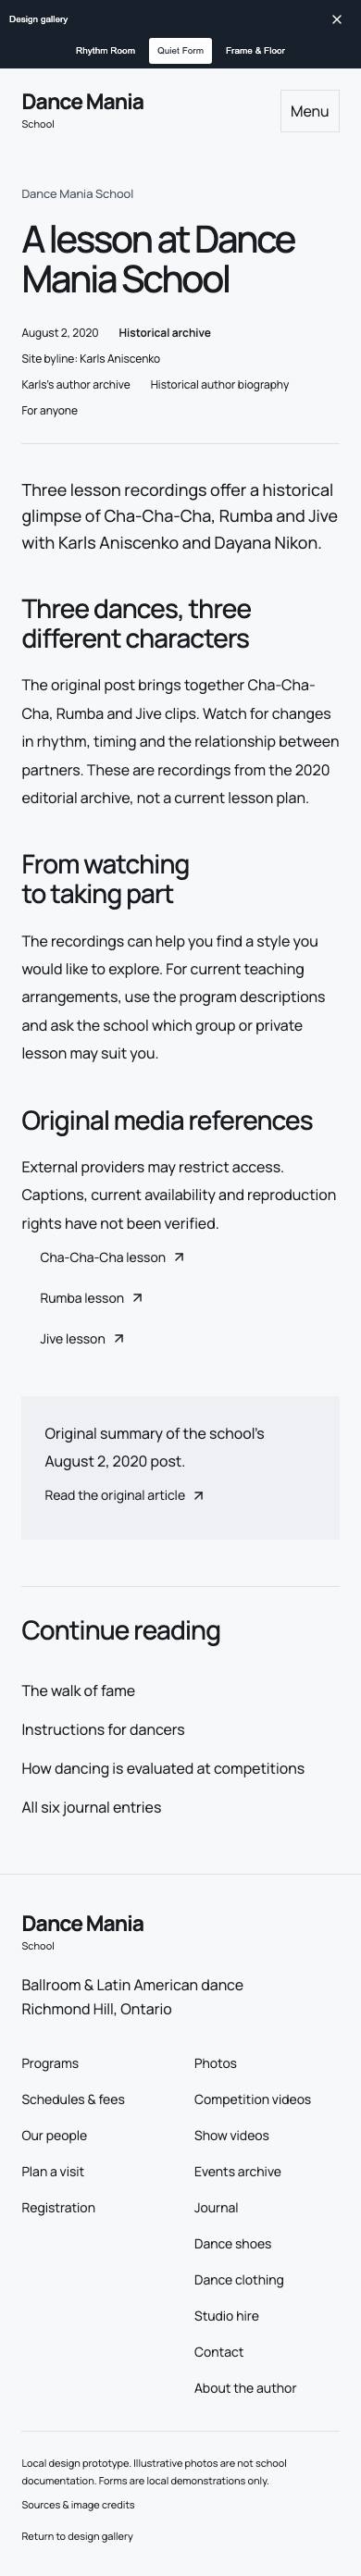 Design gallery
×
Rhythm Room Quiet Form Frame & Floor
Dance Mania
School
Menu
Dance Mania School
A lesson at Dance
Mania School
August 2, 2020 Historical archive
Site byline: Karls Aniscenko
Karls's author archive Historical author biography
For anyone
Three lesson recordings offer a historical
glimpse of Cha-Cha-Cha, Rumba and Jive
with Karls Aniscenko and Dayana Nikon.
Three dances, three
different characters
The original post brings together Cha-Cha-
Cha, Rumba and Jive clips. Watch for changes
in rhythm, timing and the relationship between
partners. These are recordings from the 2020
editorial archive, not a current lesson plan.
From watching
to taking part
The recordings can help you find a style you
would like to explore. For current teaching
arrangements, use the program descriptions
and ask the school which group or private
lesson may suit you.
Original media references
External providers may restrict access.
Captions, current availability and reproduction
rights have not been verified.
Cha-Cha-Cha lesson ↗
Rumba lesson ↗
Jive lesson ↗
Original summary of the school's
August 2, 2020 post.
Read the original article ↗
Continue reading
The walk of fame
Instructions for dancers
How dancing is evaluated at competitions
All six journal entries
Dance Mania
School
Ballroom & Latin American dance
Richmond Hill, Ontario
Programs
Schedules & fees
Our people
Plan a visit
Registration
Photos
Competition videos
Show videos
Events archive
Journal
Dance shoes
Dance clothing
Studio hire
Contact
About the author
Local design prototype. Illustrative photos are not school
documentation. Forms are local demonstrations only.
Sources & image credits
Return to design gallery